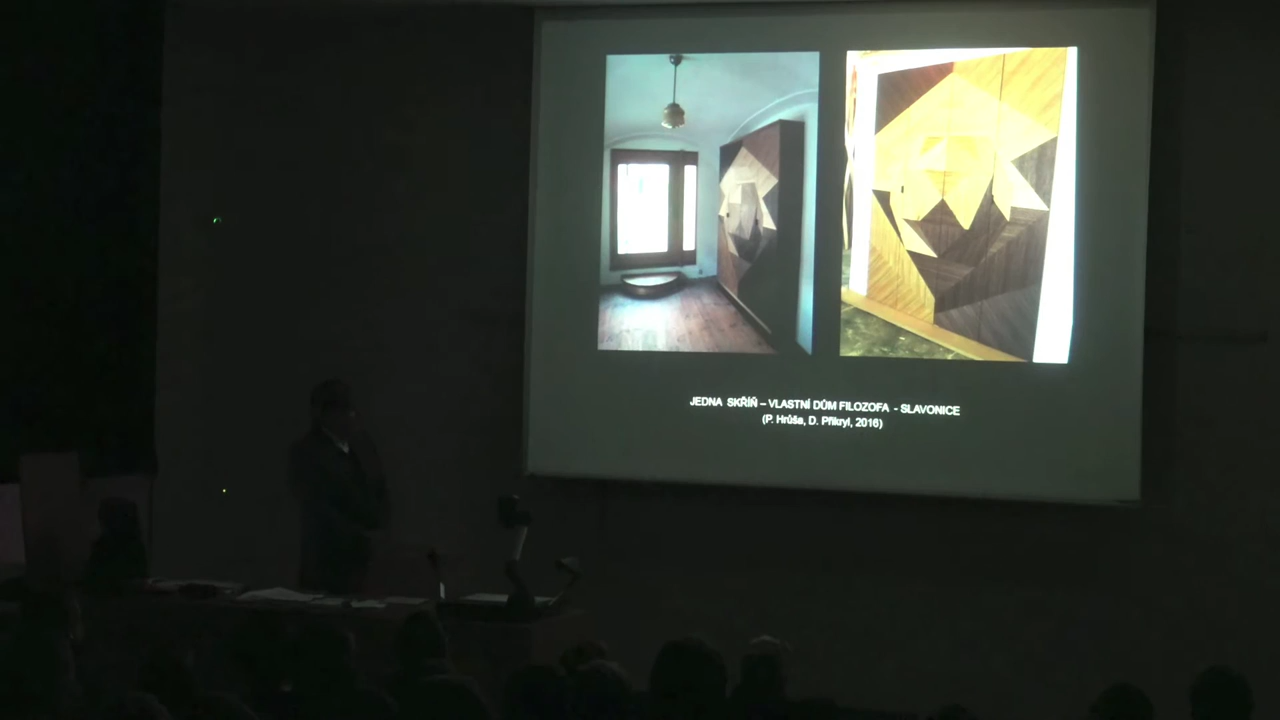 JEDNA SKŘÍŇ – VLASTNÍ DŮM FILOZOFA - SLAVONICE
(P. Hrůša, D. Přikryl, 2016)